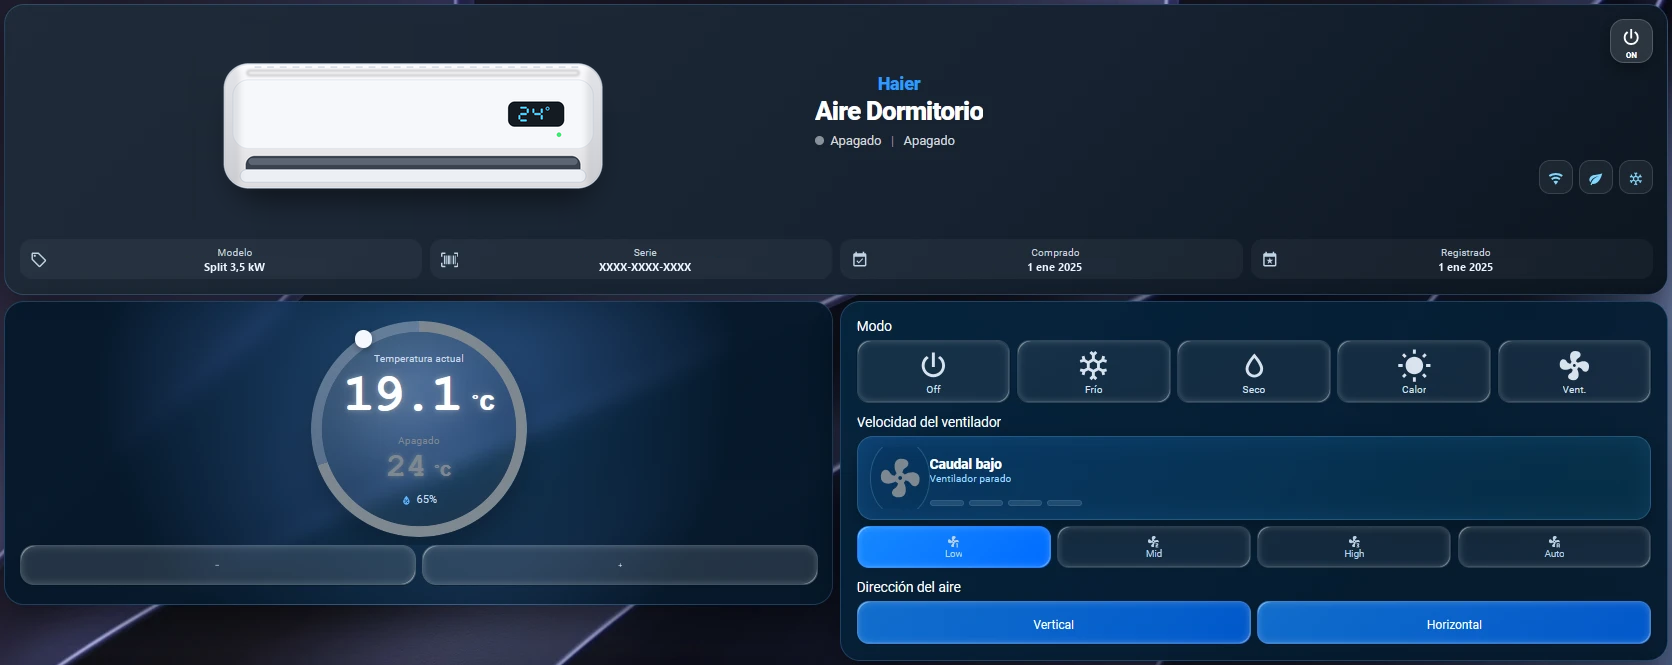 ON
24°
Haier
Aire Dormitorio
Apagado | Apagado
Modelo
Split 3,5 kW
Serie
XXXX-XXXX-XXXX
Comprado
1 ene 2025
Registrado
1 ene 2025
Temperatura actual
19.1 °C
Apagado
24 °C
65%
-
+
Modo
Off
Frío
Seco
Calor
Vent.
Velocidad del ventilador
Caudal bajo
Ventilador parado
Low
Mid
High
Auto
Dirección del aire
Vertical
Horizontal